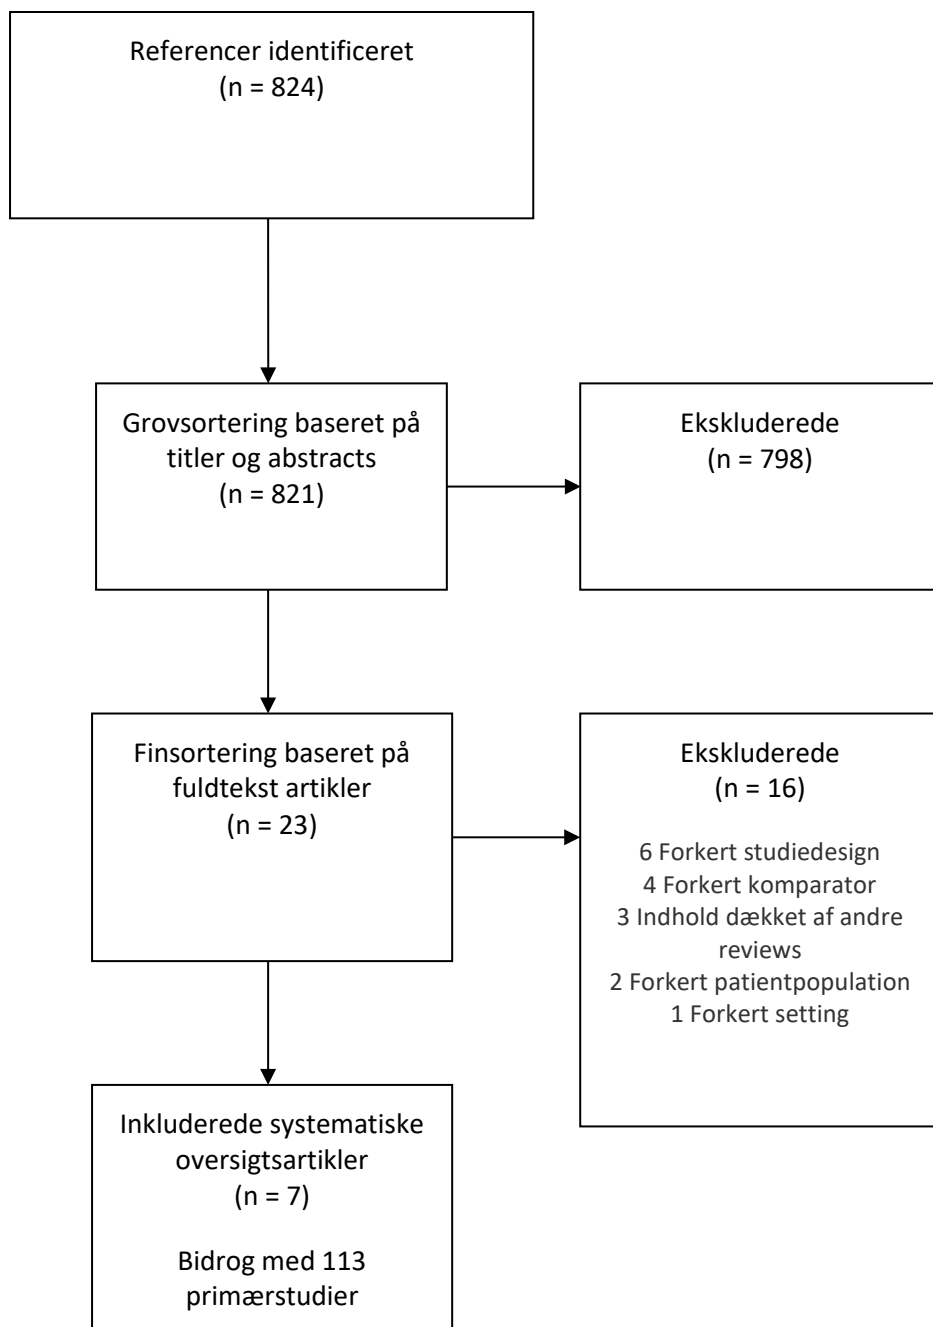 Referencer identificeret
(n = 824)
Grovsortering baseret på
titler og abstracts
(n = 821)
Ekskluderede
(n = 798)
Finsortering baseret på
fuldtekst artikler
(n = 23)
Ekskluderede
(n = 16)
6 Forkert studiedesign
4 Forkert komparator
3 Indhold dækket af andre
reviews
2 Forkert patientpopulation
1 Forkert setting
Inkluderede systematiske
oversigtsartikler
(n = 7)
Bidrog med 113
primærstudier